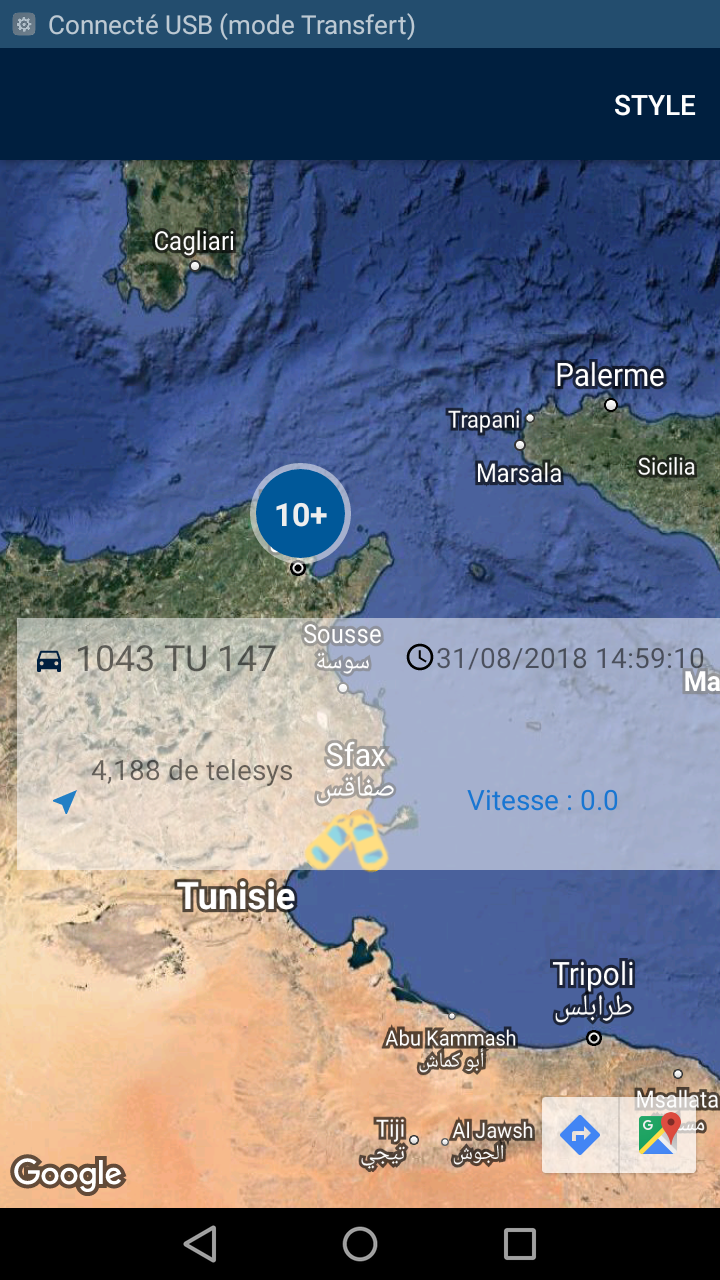 Connecté USB (mode Transfert)
STYLE
Cagliari
Palerme
Trapani
Marsala
Sicilia
10+
Sousse
سوسة
1043 TU 147
31/08/2018 14:59:10
Ma
Sfax
صفاقس
4,188 de telesys
Vitesse : 0.0
Tunisie
Tripoli
طرابلس
Abu Kammash
أبو كماش
Msallata
Tiji
تيجي
Al Jawsh
الجوش
G
Google